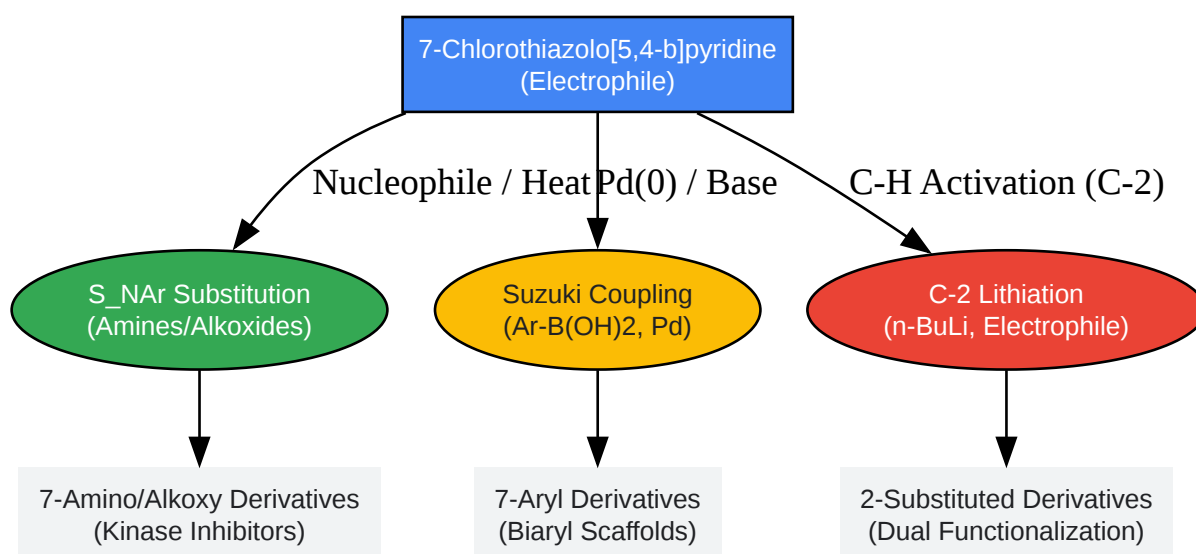 7-Chlorothiazolo[5,4-b]pyridine
(Electrophile)
Nucleophile / Heat
Pd(0) / Base
C-H Activation (C-2)
S_NAr Substitution
(Amines/Alkoxides)
Suzuki Coupling
(Ar-B(OH)2, Pd)
C-2 Lithiation
(n-BuLi, Electrophile)
7-Amino/Alkoxy Derivatives
(Kinase Inhibitors)
7-Aryl Derivatives
(Biaryl Scaffolds)
2-Substituted Derivatives
(Dual Functionalization)